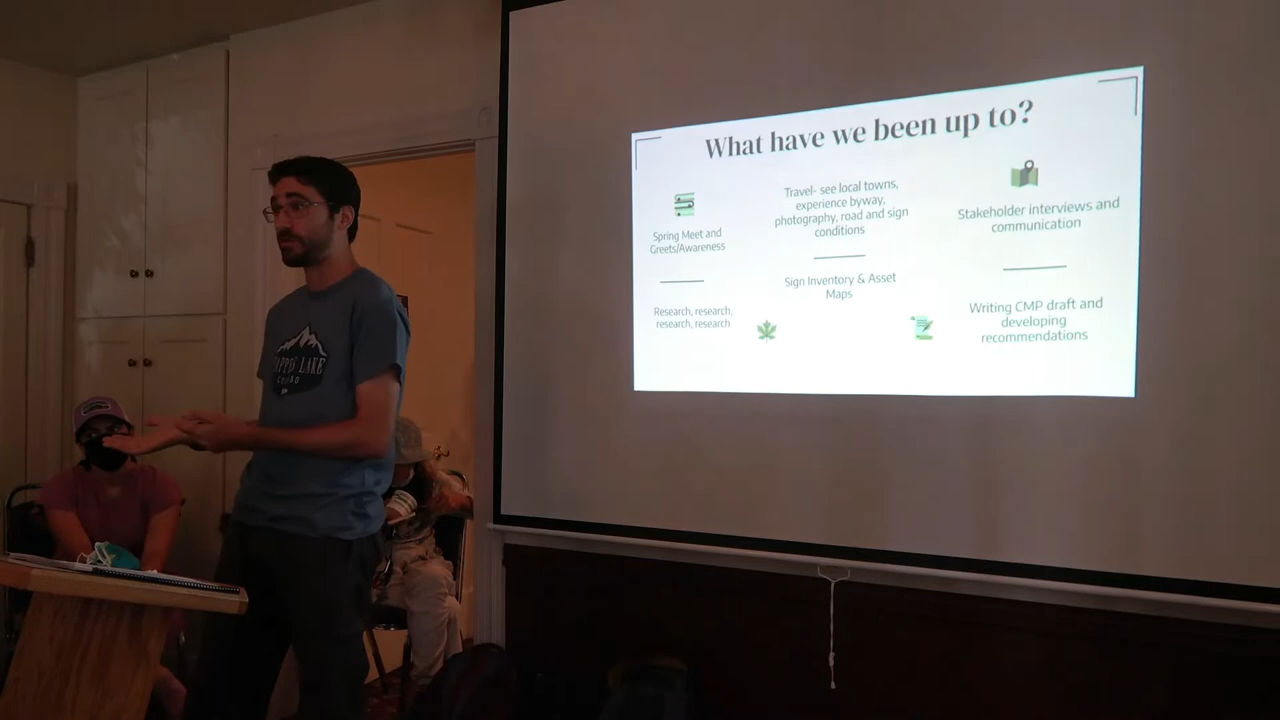 What have we been up to?
Spring Meet and
Greets/Awareness
Research, research,
research, research
Travel- see local towns,
experience byway,
photography, road and sign
conditions
Sign Inventory & Asset
Maps
Stakeholder interviews and
communication
Writing CMP draft and
developing
recommendations
LAKE